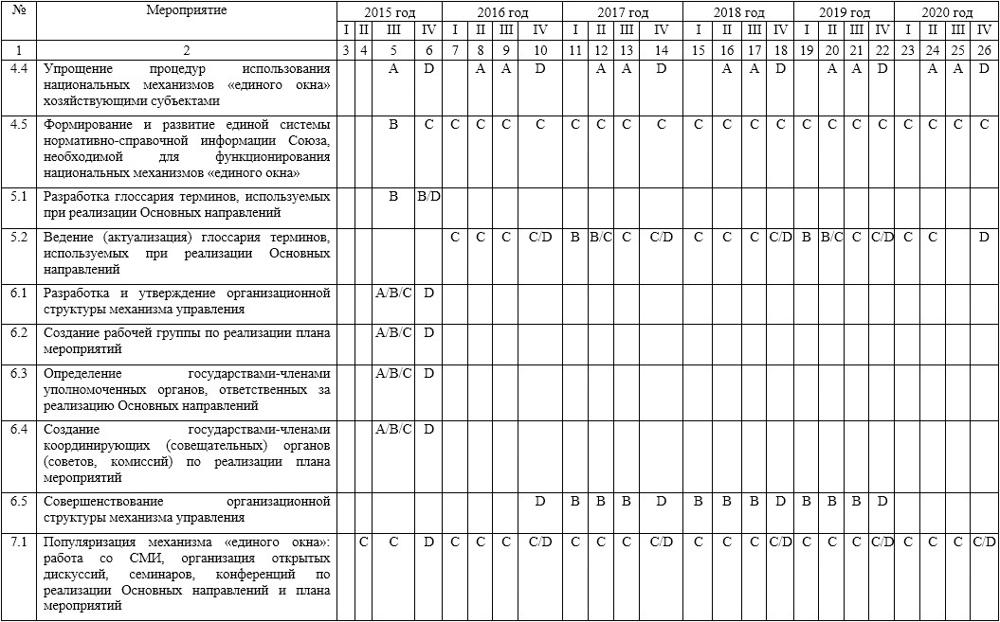 № Мероприятие 2015 год 2016 год 2017 год 2018 год 2019 год 2020 год
I II III IV I II III IV I II III IV I II III IV I II III IV I II III IV
1 2 3 4 5 6 7 8 9 10 11 12 13 14 15 16 17 18 19 20 21 22 23 24 25 26
4.4 Упрощение процедур использования A D A A D A A D A A D A A D A A D
национальных механизмов «единого окна»
хозяйствующими субъектами
4.5 Формирование и развитие единой системы B C C C C C C C C C C C C C C C C C C C C C
нормативно-справочной информации Союза,
необходимой для функционирования
национальных механизмов «единого окна»
5.1 Разработка глоссария терминов, используемых B B/D
при реализации Основных направлений
5.2 Ведение (актуализация) глоссария терминов, C C C C/D B B/C C C/D C C C C/D B B/C C C/D C C D
используемых при реализации Основных
направлений
6.1 Разработка и утверждение организационной A/B/C D
структуры механизма управления
6.2 Создание рабочей группы по реализации плана A/B/C D
мероприятий
6.3 Определение государствами-членами A/B/C D
уполномоченных органов, ответственных за
реализацию Основных направлений
6.4 Создание государствами-членами A/B/C D
координирующих (совещательных) органов
(советов, комиссий) по реализации плана
мероприятий
6.5 Совершенствование организационной D B B B D B B B D B B B D
структуры механизма управления
7.1 Популяризация механизма «единого окна»: C C D C C C C/D C C C C/D C C C C/D C C C C/D C C C C/D
работа со СМИ, организация открытых
дискуссий, семинаров, конференций по
реализации Основных направлений и плана
мероприятий